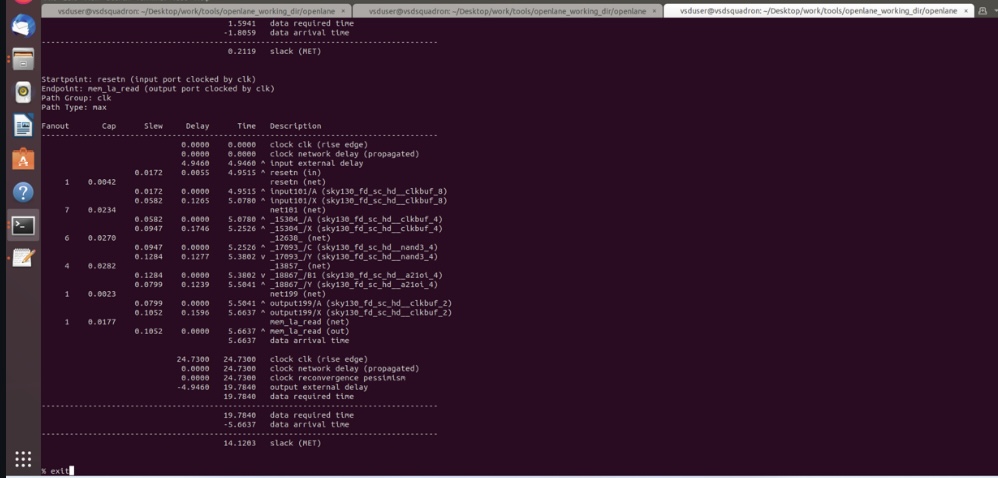 vsduser@vsdsquadron: ~/Desktop/work/tools/openlane_working_dir/openlane × vsduser@vsdsquadron: ~/Desktop/work/tools/openlane_working_dir/openlane × vsduser@vsdsquadron: ~/Desktop/work/tools/openlane_working_dir/openlane ×
1.5941 data required time
-1.8059 data arrival time
0.2119 slack (MET)
Startpoint: resetn (input port clocked by clk)
Endpoint: mem_la_read (output port clocked by clk)
Path Group: clk
Path Type: max
Fanout Cap Slew Delay Time Description
0.0000 0.0000 clock clk (rise edge)
0.0000 0.0000 clock network delay (propagated)
4.9460 4.9460 ^ input external delay
0.0172 0.0055 4.9515 ^ resetn (in)
1 0.0042 resetn (net)
0.0172 0.0000 4.9515 ^ input101/A (sky130_fd_sc_hd__clkbuf_8)
0.0582 0.1265 5.0780 ^ input101/X (sky130_fd_sc_hd__clkbuf_8)
7 0.0234 net101 (net)
0.0582 0.0000 5.0780 ^ _15304_/A (sky130_fd_sc_hd__clkbuf_4)
0.0947 0.1746 5.2526 ^ _15304_/X (sky130_fd_sc_hd__clkbuf_4)
6 0.0270 _12638_ (net)
0.0947 0.0000 5.2526 ^ _17093_/C (sky130_fd_sc_hd__nand3_4)
0.1284 0.1277 5.3802 v _17093_/Y (sky130_fd_sc_hd__nand3_4)
4 0.0282 _13857_ (net)
0.1284 0.0000 5.3802 v _18867_/B1 (sky130_fd_sc_hd__a21oi_4)
0.0799 0.1239 5.5041 ^ _18867_/Y (sky130_fd_sc_hd__a21oi_4)
1 0.0023 net199 (net)
0.0799 0.0000 5.5041 ^ output199/A (sky130_fd_sc_hd__clkbuf_2)
0.1052 0.1596 5.6637 ^ output199/X (sky130_fd_sc_hd__clkbuf_2)
1 0.0177 mem_la_read (net)
0.1052 0.0000 5.6637 ^ mem_la_read (out)
5.6637 data arrival time
24.7300 24.7300 clock clk (rise edge)
0.0000 24.7300 clock network delay (propagated)
0.0000 24.7300 clock reconvergence pessimism
-4.9460 19.7840 output external delay
19.7840 data required time
19.7840 data required time
-5.6637 data arrival time
14.1203 slack (MET)
% exit